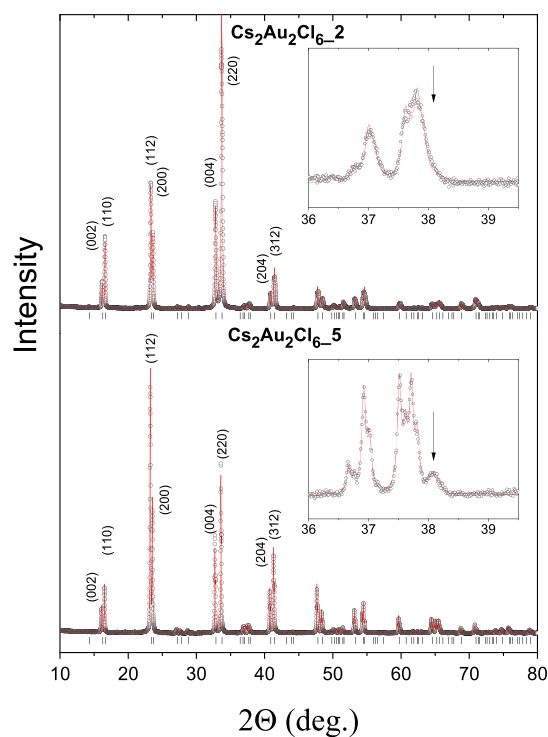 Cs2Au2Cl6_2
(220)
(112)
(200)
(004)
(002)
(110)
(204)
(312)
36 37 38 39
Intensity
Cs2Au2Cl6_5
(112)
(220)
(200)
(004)
(110)
(002)
(204)
(312)
36 37 38 39
10 20 30 40 50 60 70 80
2Θ (deg.)